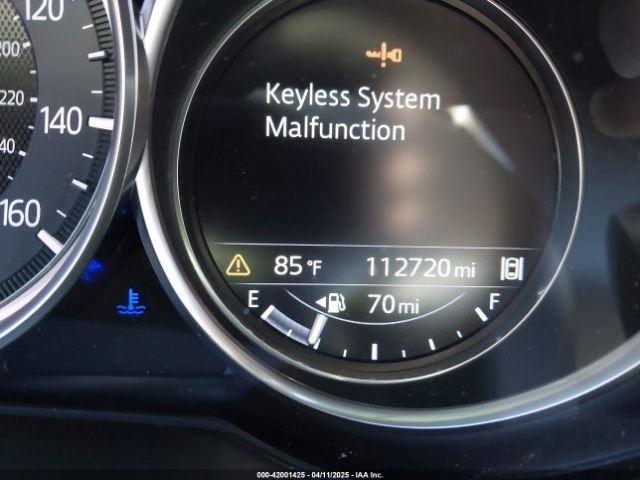 120
200
220
140
40
160
Keyless System
Malfunction
85°F 112720 mi
E 70 mi F
000-42001425 - 04/11/2025 - IAA Inc.